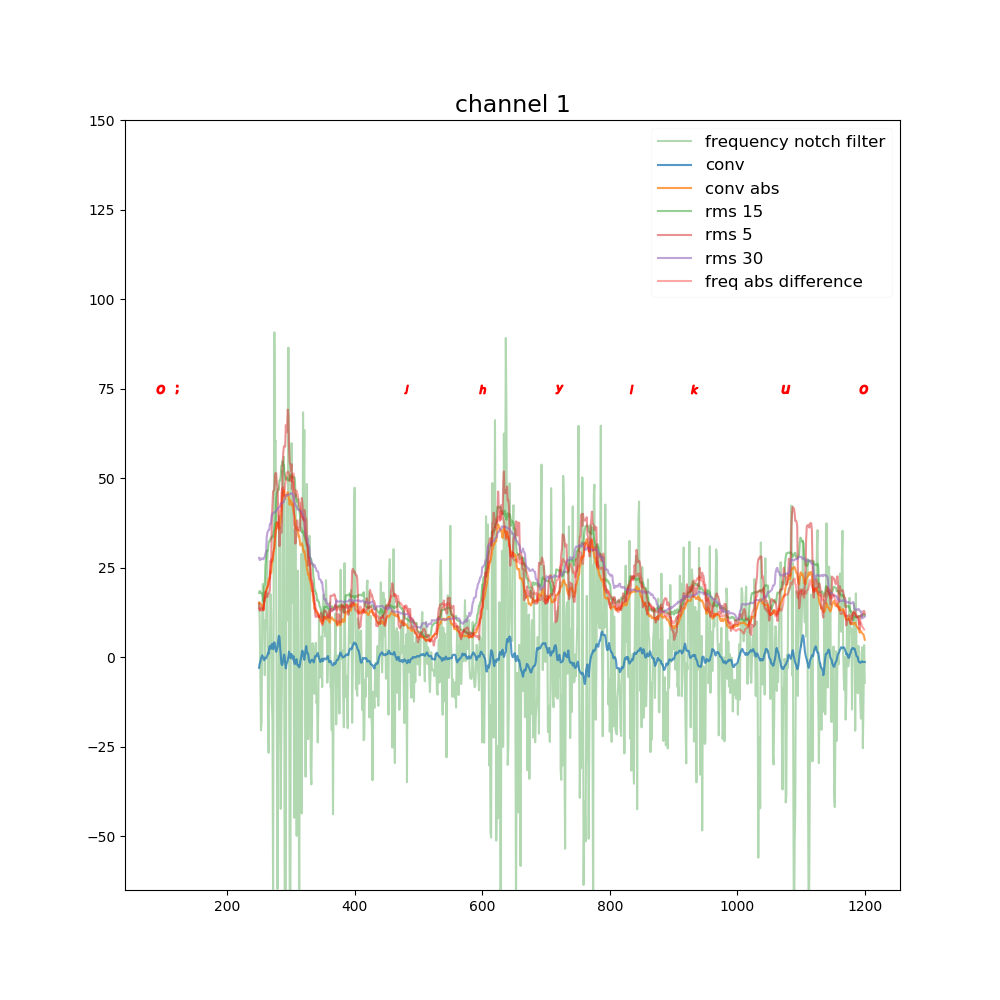 channel 1
150
125
100
75
50
25
0
−25
−50
frequency notch filter
conv
conv abs
rms 15
rms 5
rms 30
freq abs difference
o ; j h y l k u o
200 400 600 800 1000 1200